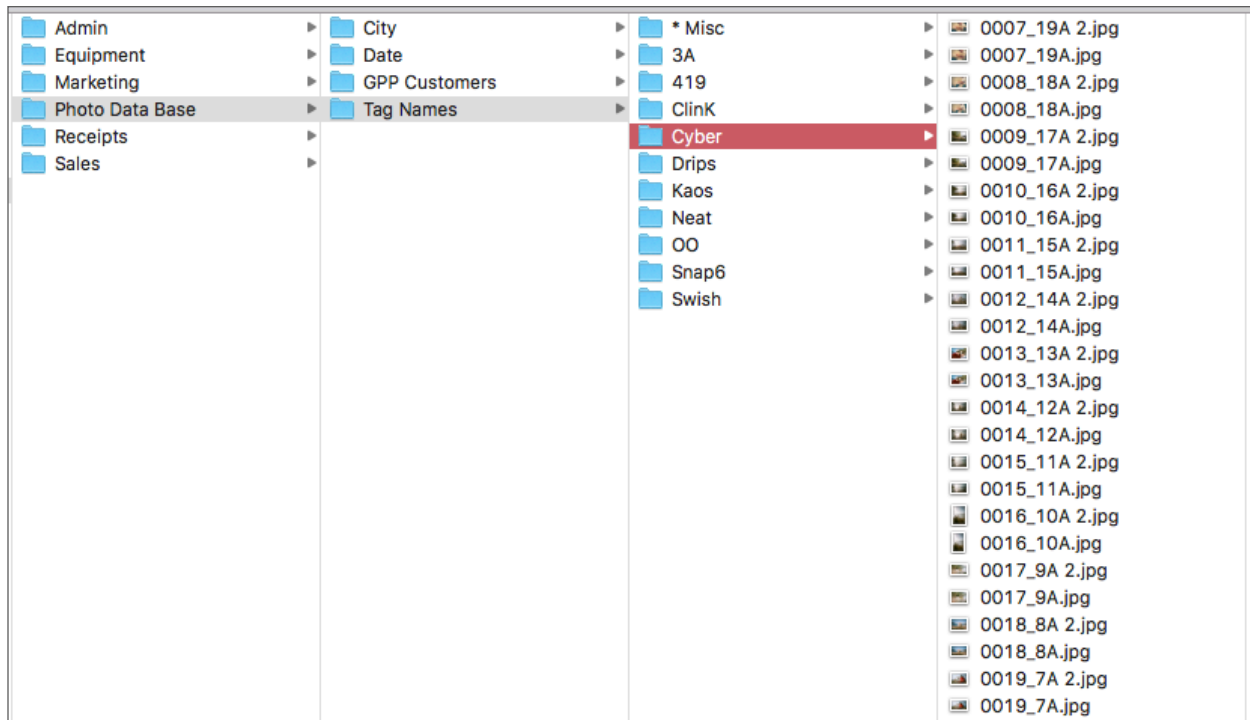 Admin
Equipment
Marketing
Photo Data Base
Receipts
Sales
City
Date
GPP Customers
Tag Names
* Misc
3A
419
ClinK
Cyber
Drips
Kaos
Neat
OO
Snap6
Swish
0007_19A 2.jpg
0007_19A.jpg
0008_18A 2.jpg
0008_18A.jpg
0009_17A 2.jpg
0009_17A.jpg
0010_16A 2.jpg
0010_16A.jpg
0011_15A 2.jpg
0011_15A.jpg
0012_14A 2.jpg
0012_14A.jpg
0013_13A 2.jpg
0013_13A.jpg
0014_12A 2.jpg
0014_12A.jpg
0015_11A 2.jpg
0015_11A.jpg
0016_10A 2.jpg
0016_10A.jpg
0017_9A 2.jpg
0017_9A.jpg
0018_8A 2.jpg
0018_8A.jpg
0019_7A 2.jpg
0019_7A.jpg